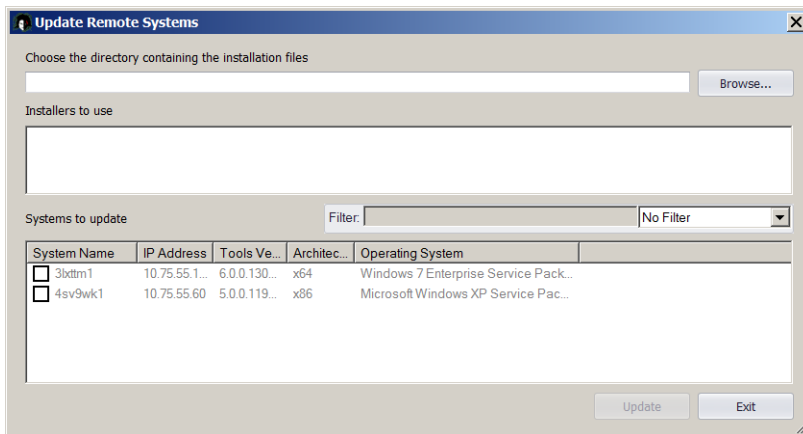 Update Remote Systems
Choose the directory containing the installation files
Browse...
Installers to use
Systems to update Filter: No Filter
System Name IP Address Tools Ve... Architec... Operating System
3lxttm1 10.75.55.1... 6.0.0.130... x64 Windows 7 Enterprise Service Pack...
4sv9wk1 10.75.55.60 5.0.0.119... x86 Microsoft Windows XP Service Pac...
Update Exit